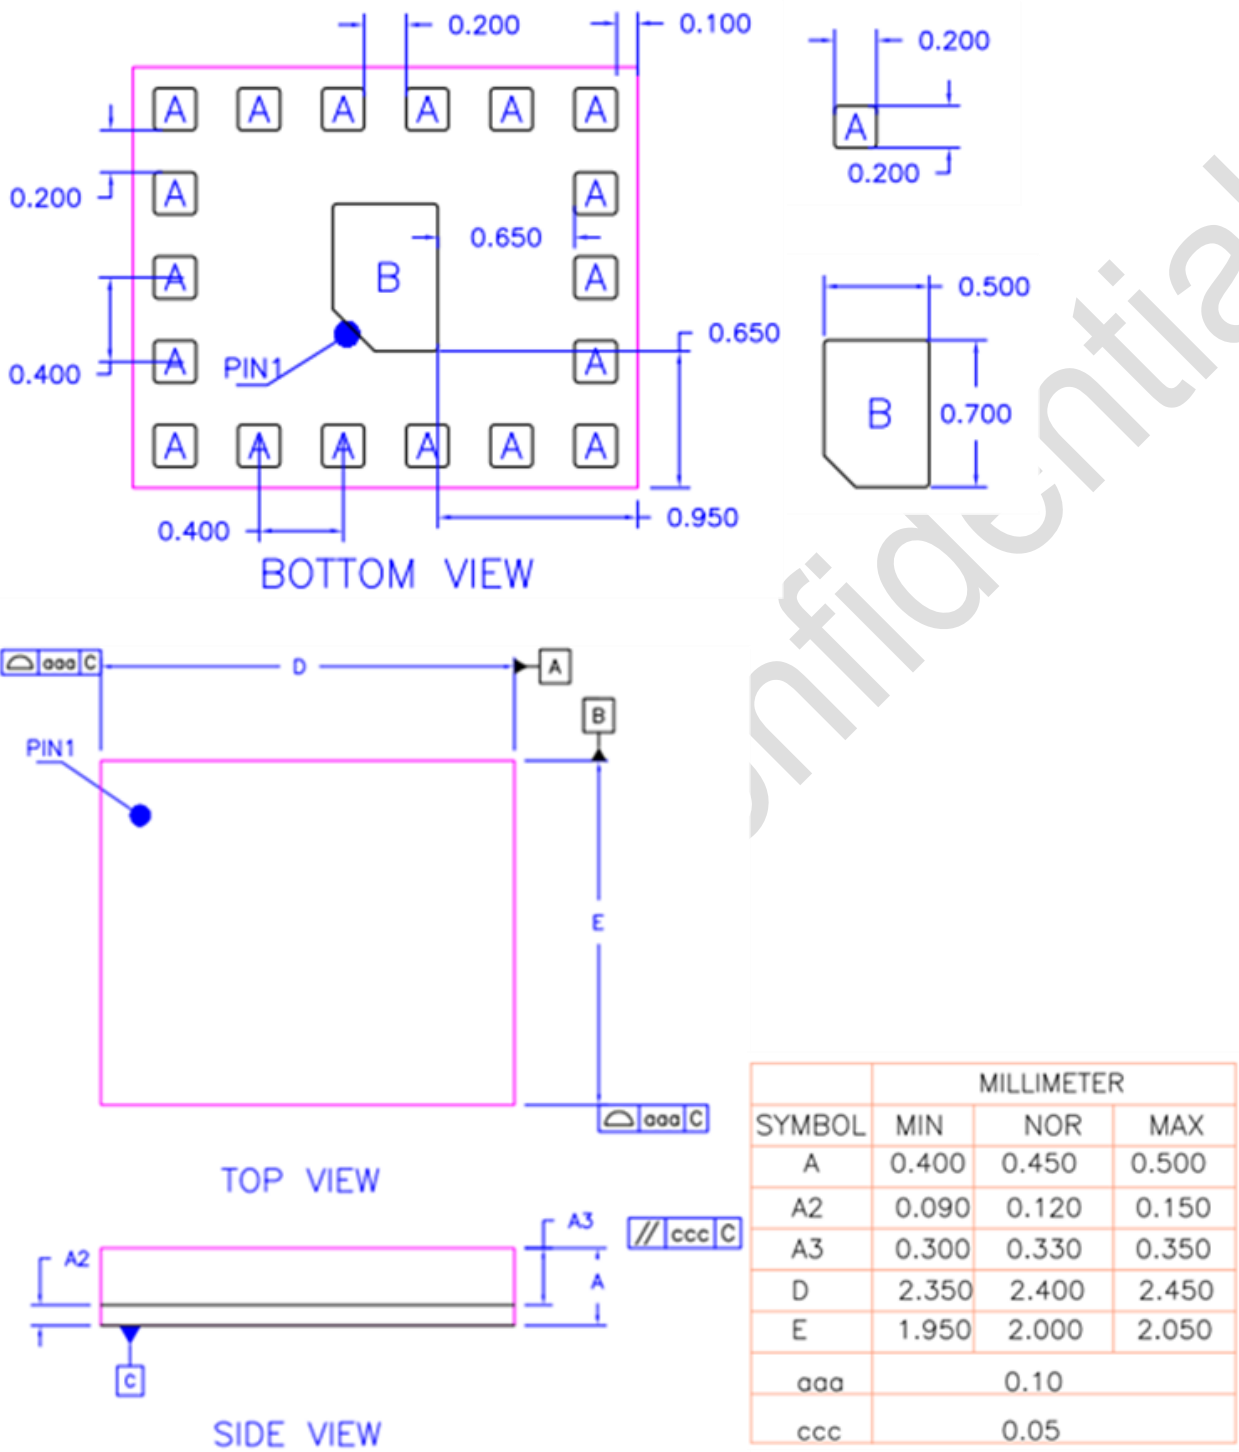 0.200 0.100
A A A A A A
0.200 A A
0.650
A B A
0.650
0.400 A PIN1 A
A A A A A A
0.400 0.950
BOTTOM VIEW
0.200
A
0.200
0.500
B 0.700
onfidential
aaa C D A
B
PIN1
E
aaa C
TOP VIEW
A3 ccc C
A2 A
C
SIDE VIEW
MILLIMETER
SYMBOL MIN NOR MAX
A 0.400 0.450 0.500
A2 0.090 0.120 0.150
A3 0.300 0.330 0.350
D 2.350 2.400 2.450
E 1.950 2.000 2.050
aaa 0.10
ccc 0.05